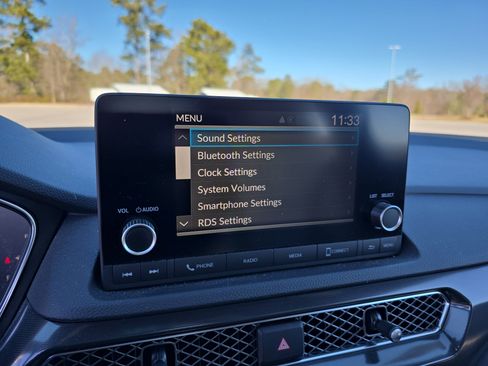 MENU 11:33
Sound Settings
Bluetooth Settings
Clock Settings
System Volumes
Smartphone Settings
RDS Settings
VOL AUDIO
LIST SELECT
PHONE RADIO MEDIA CONNECT MENU